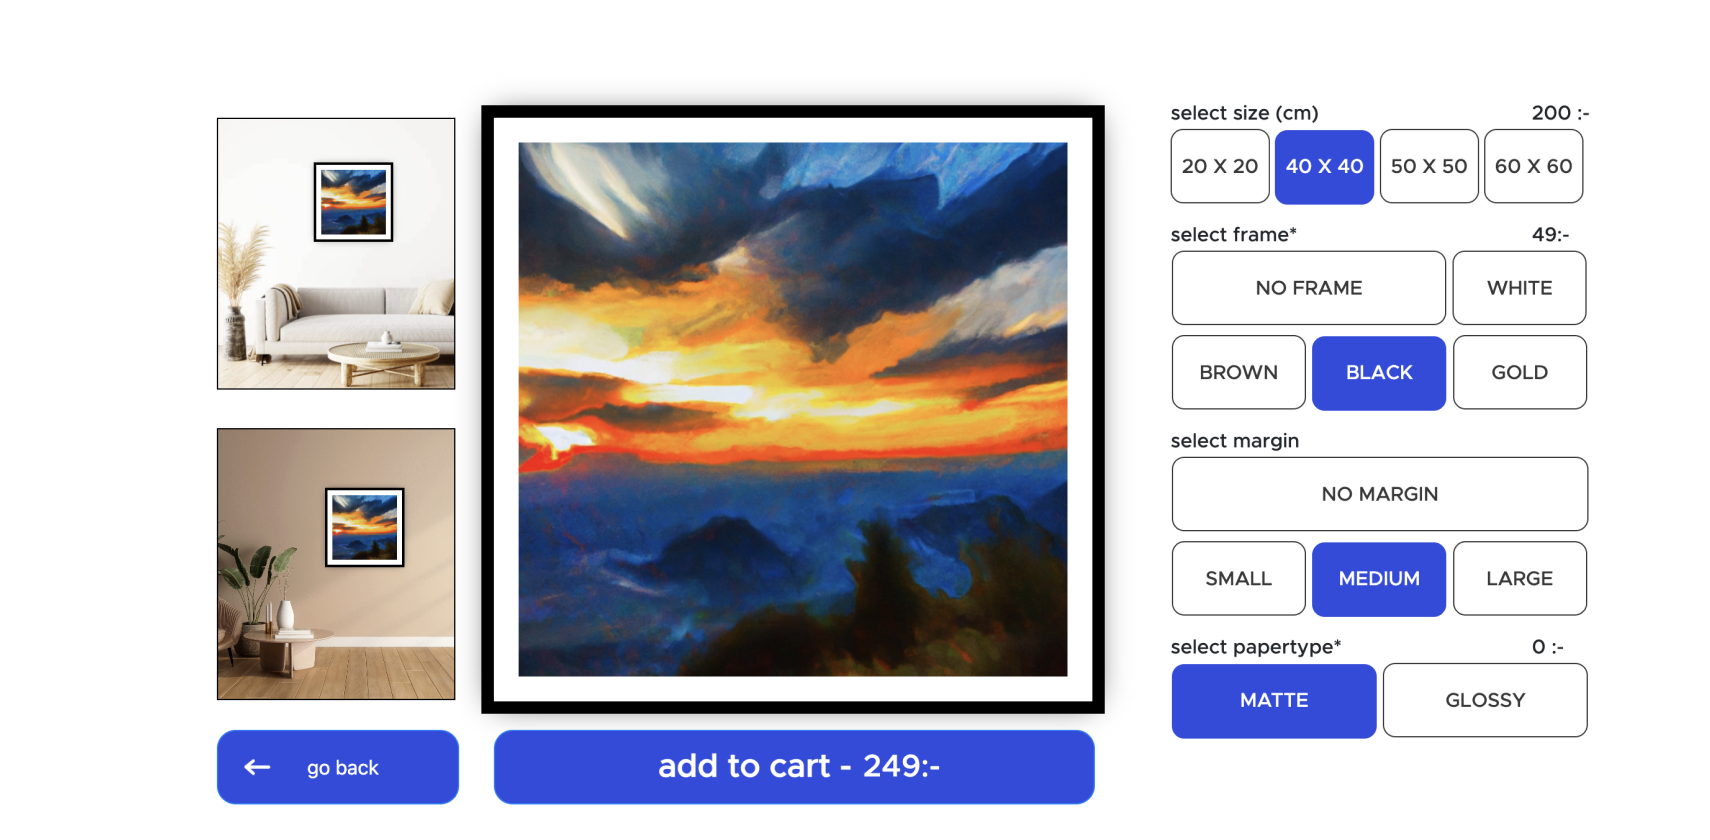 select size (cm) 200 :-
20 X 20 40 X 40 50 X 50 60 X 60
select frame* 49:-
NO FRAME WHITE
BROWN BLACK GOLD
select margin
NO MARGIN
SMALL MEDIUM LARGE
select papertype* 0 :-
MATTE GLOSSY
← go back
add to cart - 249:-